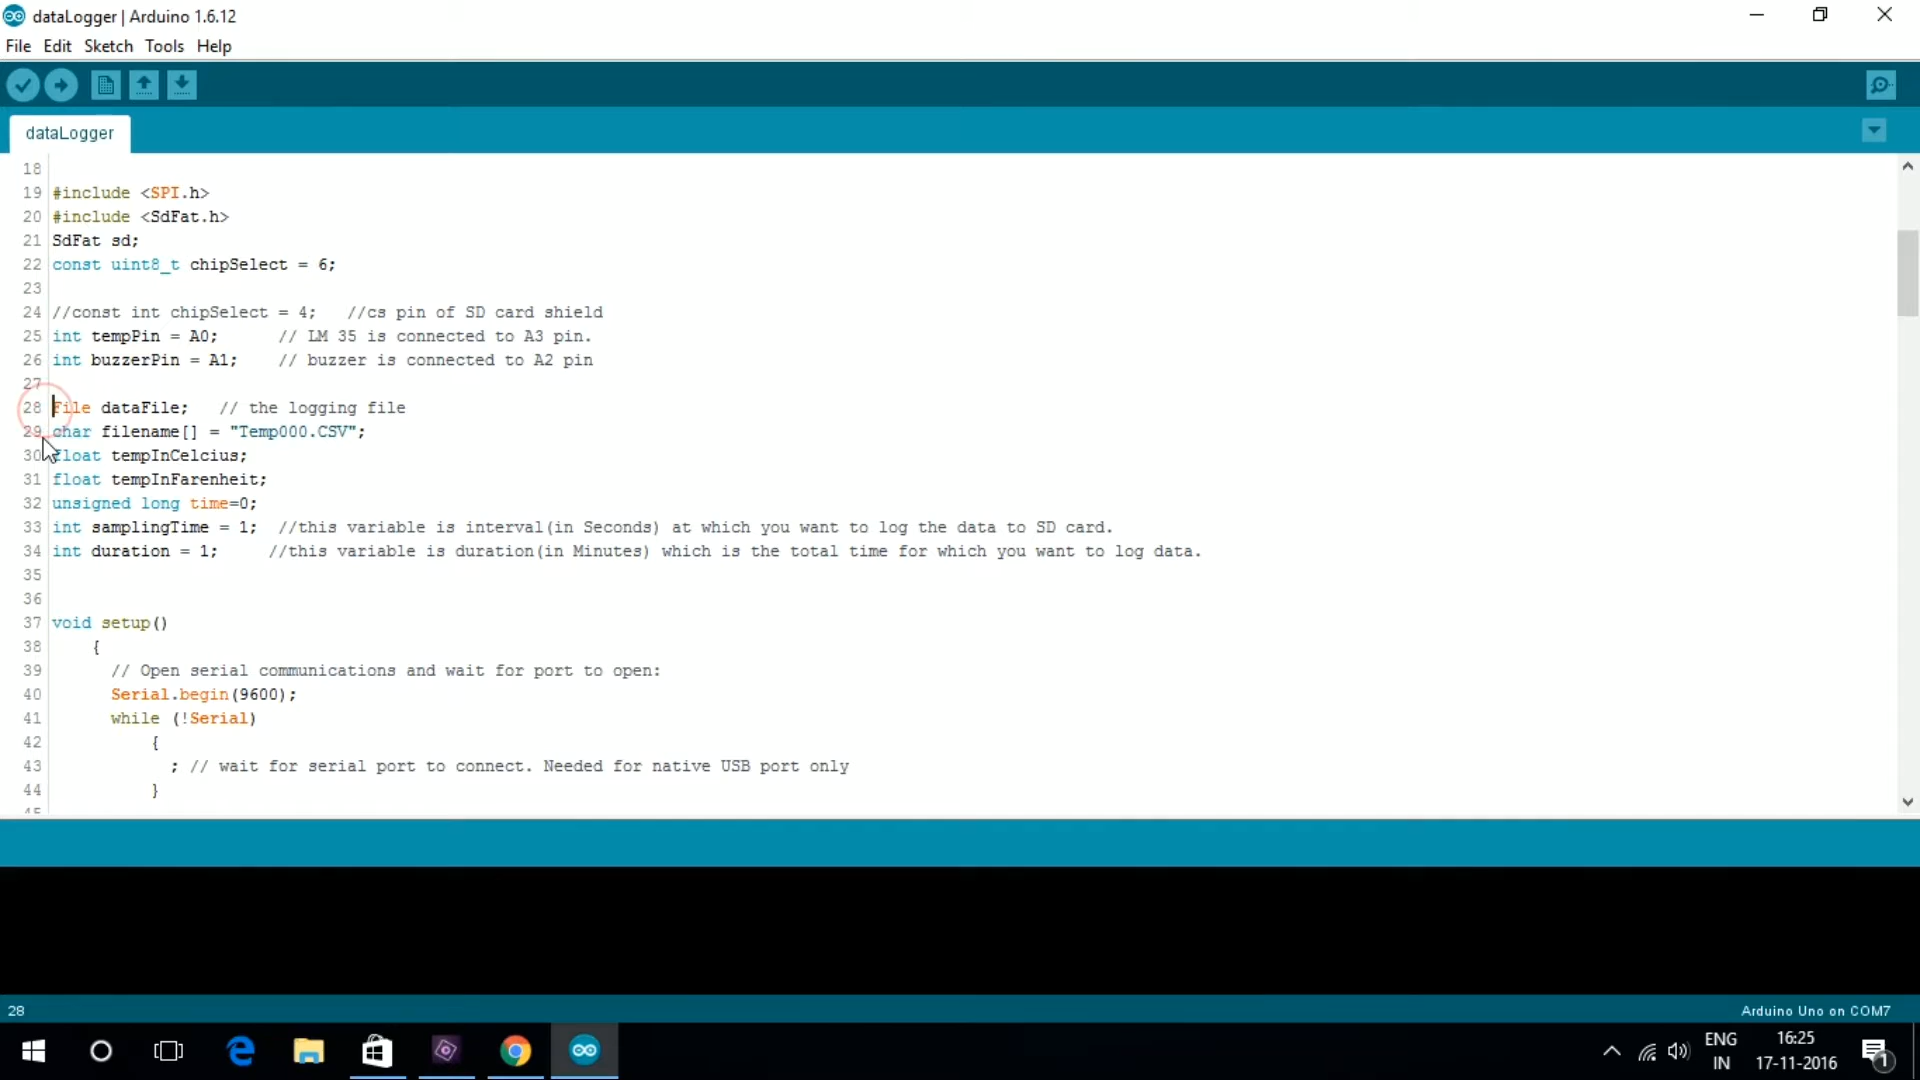 dataLogger | Arduino 1.6.12
File Edit Sketch Tools Help
dataLogger
18
19 #include <SPI.h>
20 #include <SdFat.h>
21 SdFat sd;
22 const uint8_t chipSelect = 6;
23
24 //const int chipSelect = 4; //cs pin of SD card shield
25 int tempPin = A0; // LM 35 is connected to A3 pin.
26 int buzzerPin = A1; // buzzer is connected to A2 pin
27
28 File dataFile; // the logging file
29 char filename[] = "Temp000.CSV";
30 float tempInCelcius;
31 float tempInFarenheit;
32 unsigned long time=0;
33 int samplingTime = 1; //this variable is interval(in Seconds) at which you want to log the data to SD card.
34 int duration = 1; //this variable is duration(in Minutes) which is the total time for which you want to log data.
35
36
37 void setup()
38 {
39 // Open serial communications and wait for port to open:
40 Serial.begin(9600);
41 while (!Serial)
42 {
43 ; // wait for serial port to connect. Needed for native USB port only
44 }
45
28 Arduino Uno on COM7
ENG 16:25
IN 17-11-2016 1